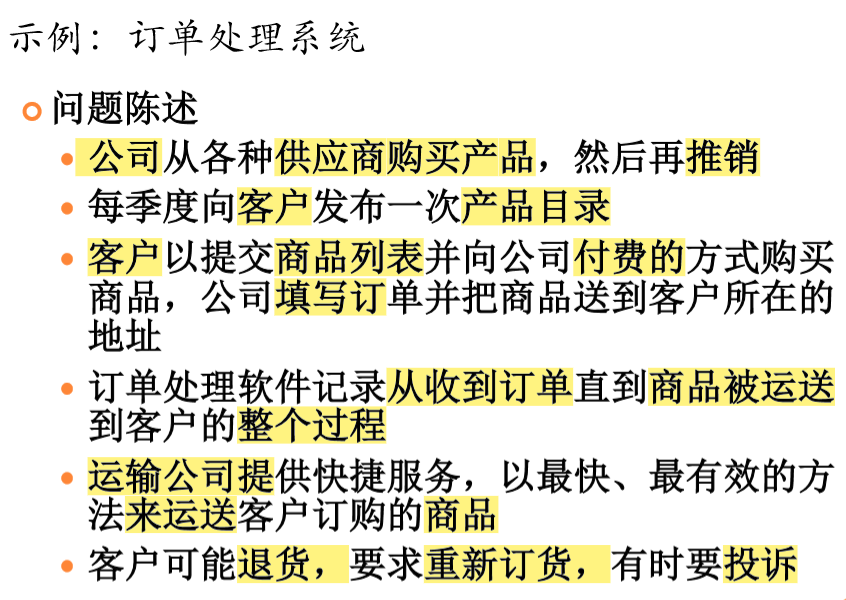 示例：订单处理系统
问题陈述
公司从各种供应商购买产品，然后再推销
每季度向客户发布一次产品目录
客户以提交商品列表并向公司付费的方式购买
商品，公司填写订单并把商品送到客户所在的
地址
订单处理软件记录从收到订单直到商品被运送
到客户的整个过程
运输公司提供快捷服务，以最快、最有效的方
法来运送客户订购的商品
客户可能退货，要求重新订货，有时要投诉